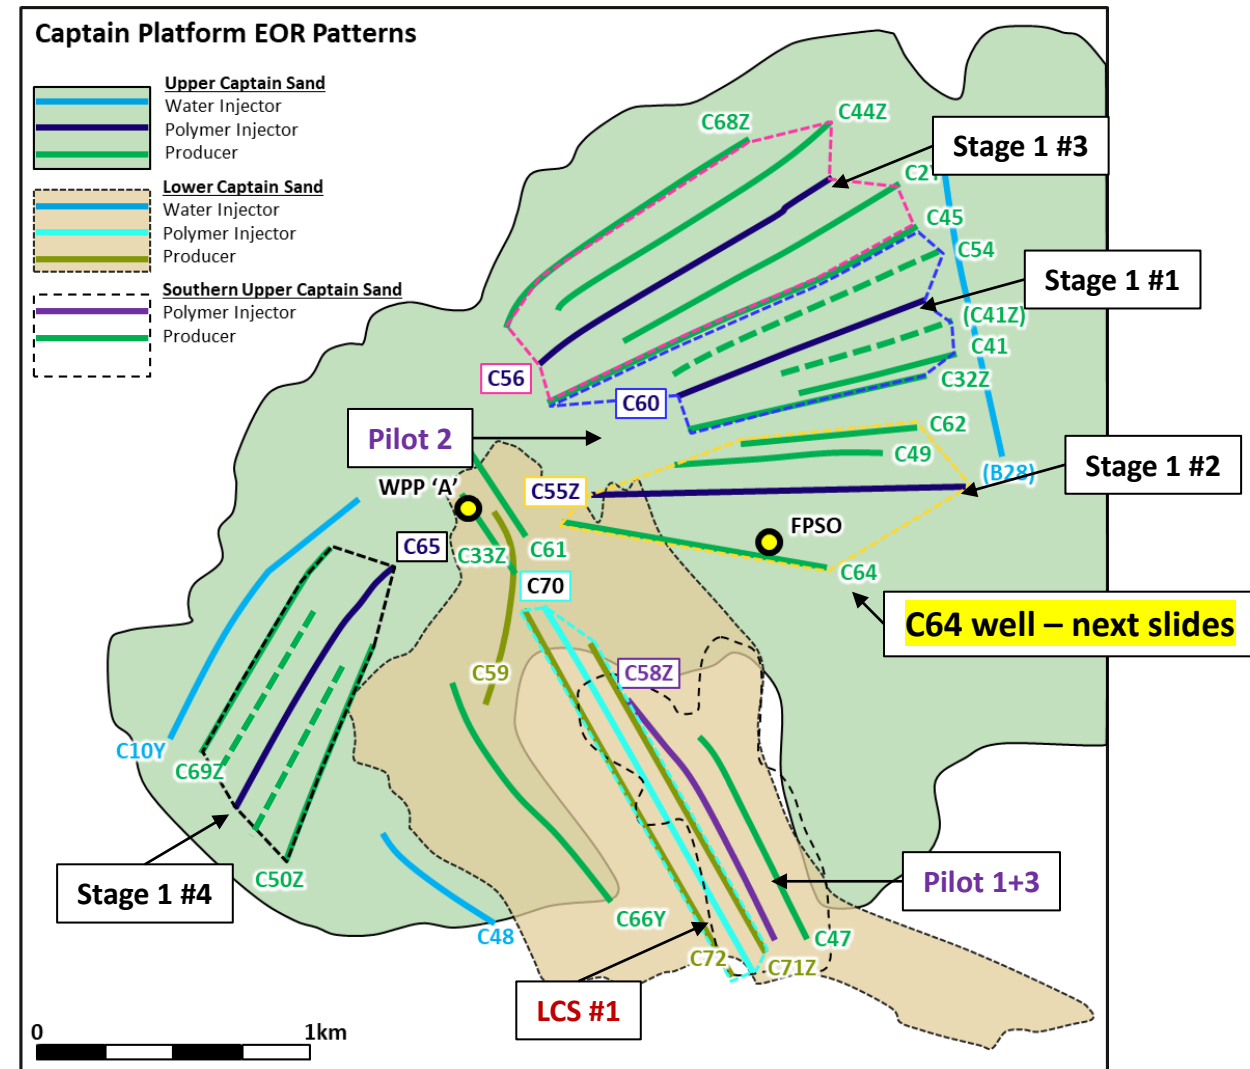 Captain Platform EOR Patterns
Upper Captain Sand
Water Injector
Polymer Injector
Producer
Lower Captain Sand
Water Injector
Polymer Injector
Producer
Southern Upper Captain Sand
Polymer Injector
Producer
C68Z
C44Z
Stage 1 #3
C45
C54
Stage 1 #1
(C41Z)
C41
C32Z
C56
C60
C62
C49
(B28)
Stage 1 #2
Pilot 2
WPP ‘A’
C55Z
FPSO
C65
C33Z
C61
C64
C70
C64 well – next slides
C59
C58Z
C10Y
C69Z
Stage 1 #4
C50Z
C48
C66Y
Pilot 1+3
C47
C72
C71Z
LCS #1
0
1km